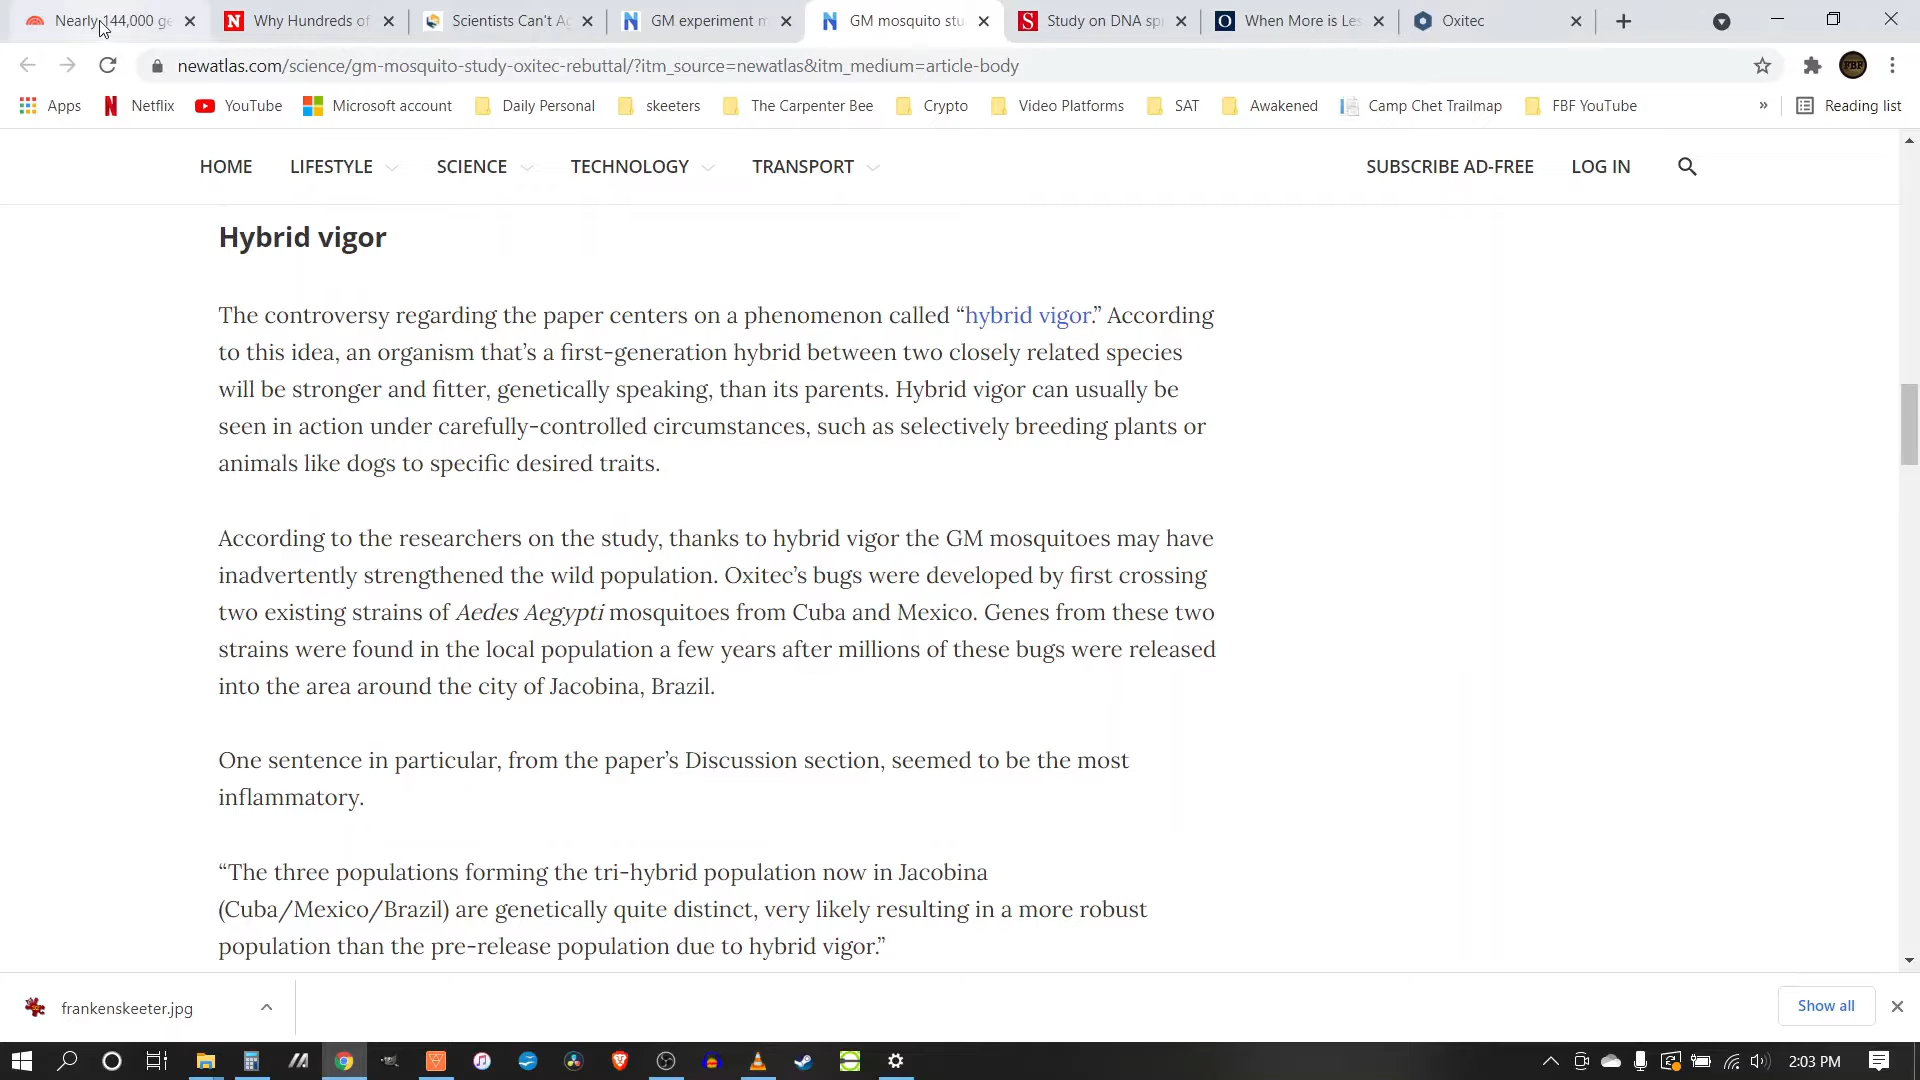 Nearly 144,000 ge
Why Hundreds of
Scientists Can't Ag
GM experiment m
GM mosquito stu
Study on DNA sp
When More is Les
Oxitec
newatlas.com/science/gm-mosquito-study-oxitec-rebuttal/?itm_source=newatlas&itm_medium=article-body
FBF
Apps
Netflix
YouTube
Microsoft account
Daily Personal
skeeters
The Carpenter Bee
Crypto
Video Platforms
SAT
Awakened
Camp Chet Trailmap
FBF YouTube
»
Reading list
HOME
LIFESTYLE
SCIENCE
TECHNOLOGY
TRANSPORT
SUBSCRIBE AD-FREE
LOG IN
Hybrid vigor
The controversy regarding the paper centers on a phenomenon called “hybrid vigor.” According
to this idea, an organism that’s a first-generation hybrid between two closely related species
will be stronger and fitter, genetically speaking, than its parents. Hybrid vigor can usually be
seen in action under carefully-controlled circumstances, such as selectively breeding plants or
animals like dogs to specific desired traits.
According to the researchers on the study, thanks to hybrid vigor the GM mosquitoes may have
inadvertently strengthened the wild population. Oxitec’s bugs were developed by first crossing
two existing strains of Aedes Aegypti mosquitoes from Cuba and Mexico. Genes from these two
strains were found in the local population a few years after millions of these bugs were released
into the area around the city of Jacobina, Brazil.
One sentence in particular, from the paper’s Discussion section, seemed to be the most
inflammatory.
“The three populations forming the tri-hybrid population now in Jacobina
(Cuba/Mexico/Brazil) are genetically quite distinct, very likely resulting in a more robust
population than the pre-release population due to hybrid vigor.”
frankenskeeter.jpg
Show all
2:03 PM